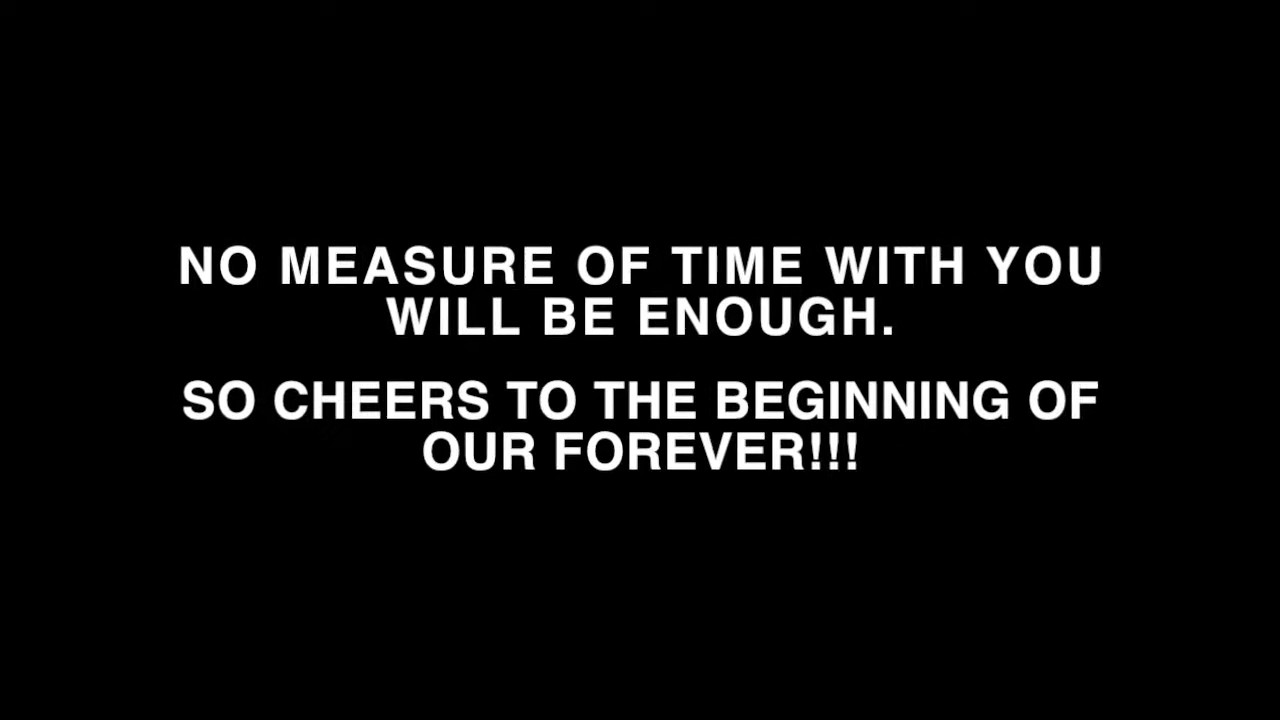 NO MEASURE OF TIME WITH YOU
WILL BE ENOUGH.
SO CHEERS TO THE BEGINNING OF
OUR FOREVER!!!